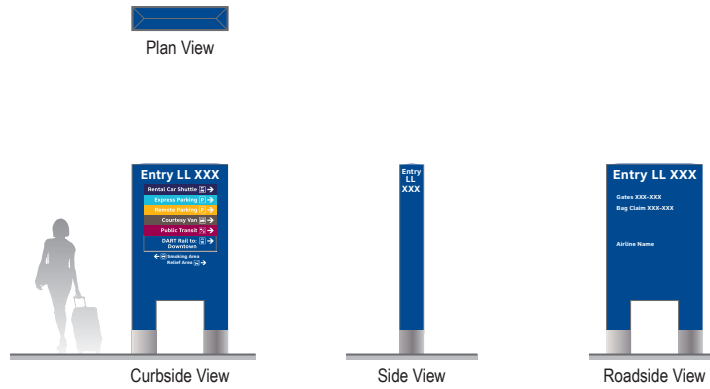 Plan View
Entry LL XXX
Rental Car Shuttle
Express Parking P
Remote Parking P
Courtesy Van
Public Transit
DART Rail to:
Downtown
Smoking Area
Relief Area
Curbside View
Entry
LL
XXX
Side View
Entry LL XXX
Gates XXX-XXX
Bag Claim XXX-XXX
Airline Name
Roadside View